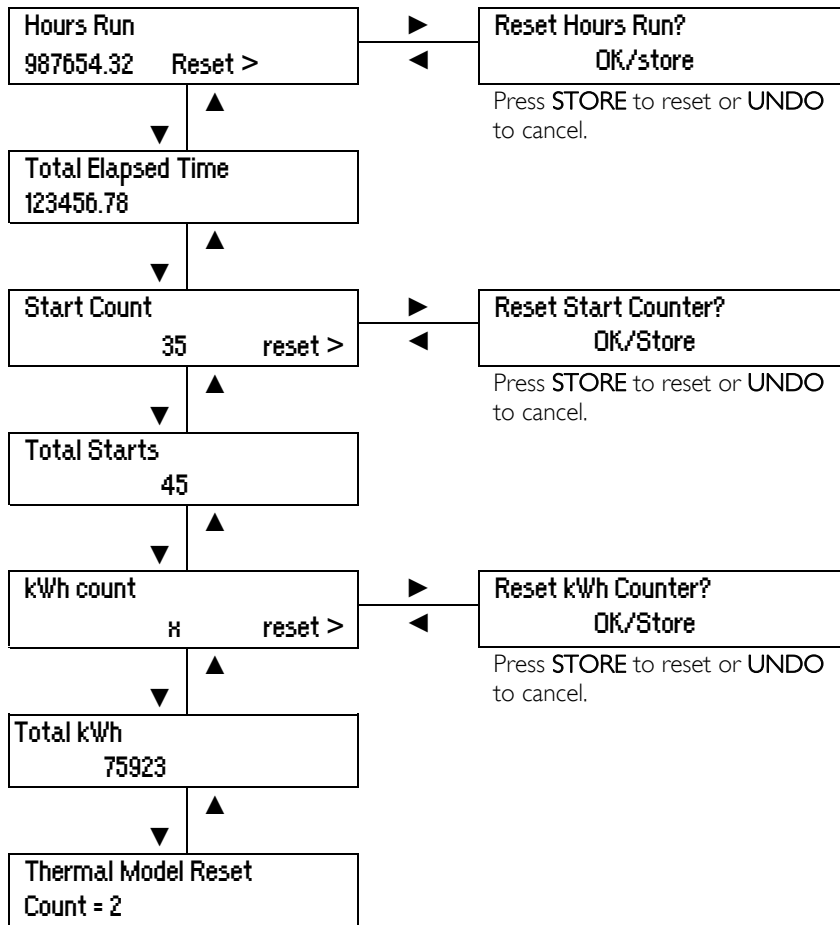 Hours Run
987654.32 Reset >
Reset Hours Run?
OK/store
Press STORE to reset or UNDO
to cancel.
Total Elapsed Time
123456.78
Start Count
35 reset >
Reset Start Counter?
OK/Store
Press STORE to reset or UNDO
to cancel.
Total Starts
45
kWh count
x reset >
Reset kWh Counter?
OK/Store
Press STORE to reset or UNDO
to cancel.
Total kWh
75923
Thermal Model Reset
Count = 2